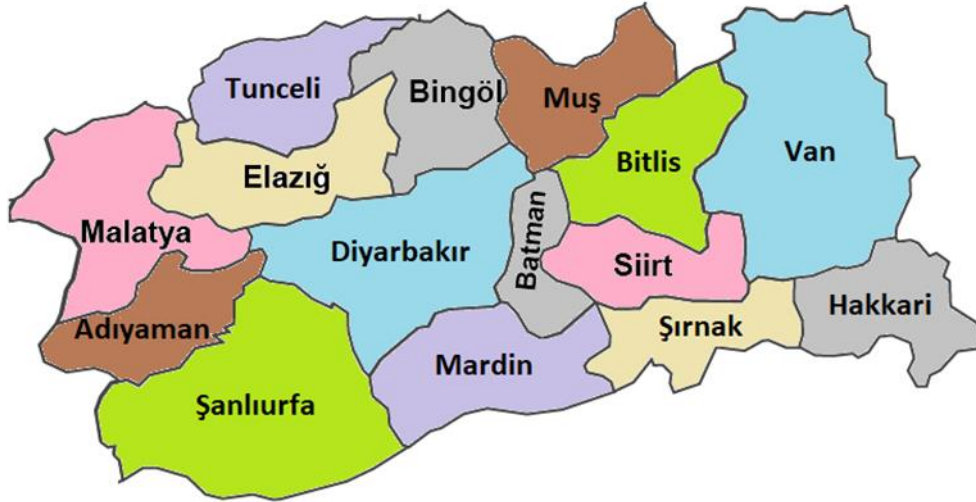 Tunceli
Bingöl
Muş
Elazığ
Bitlis
Van
Malatya
Diyarbakır
Batman
Siirt
Adıyaman
Şırnak
Hakkari
Mardin
Şanlıurfa